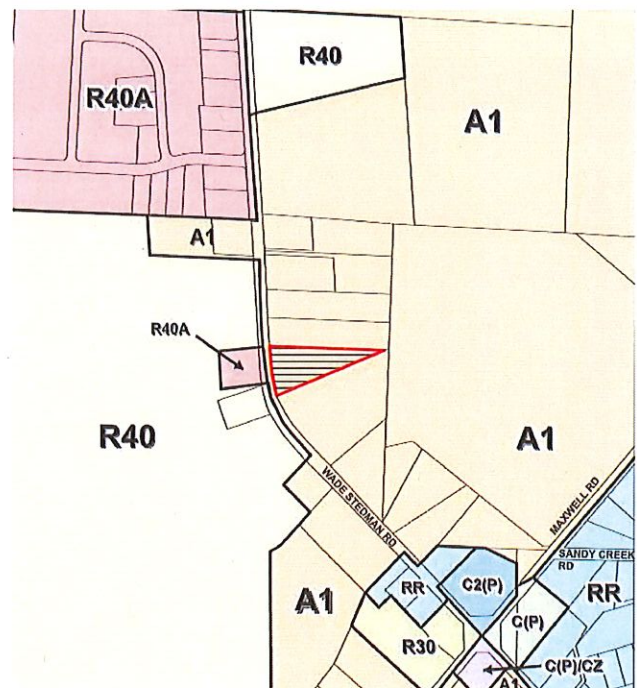 R40
R40A
A1
A1
R40A
R40
A1
WADE STEDMAN RD
MAXWELL RD
SANDY CREEK
RD
A1
RR
C2(P)
RR
C(P)
R30
C(P)/CZ
A1